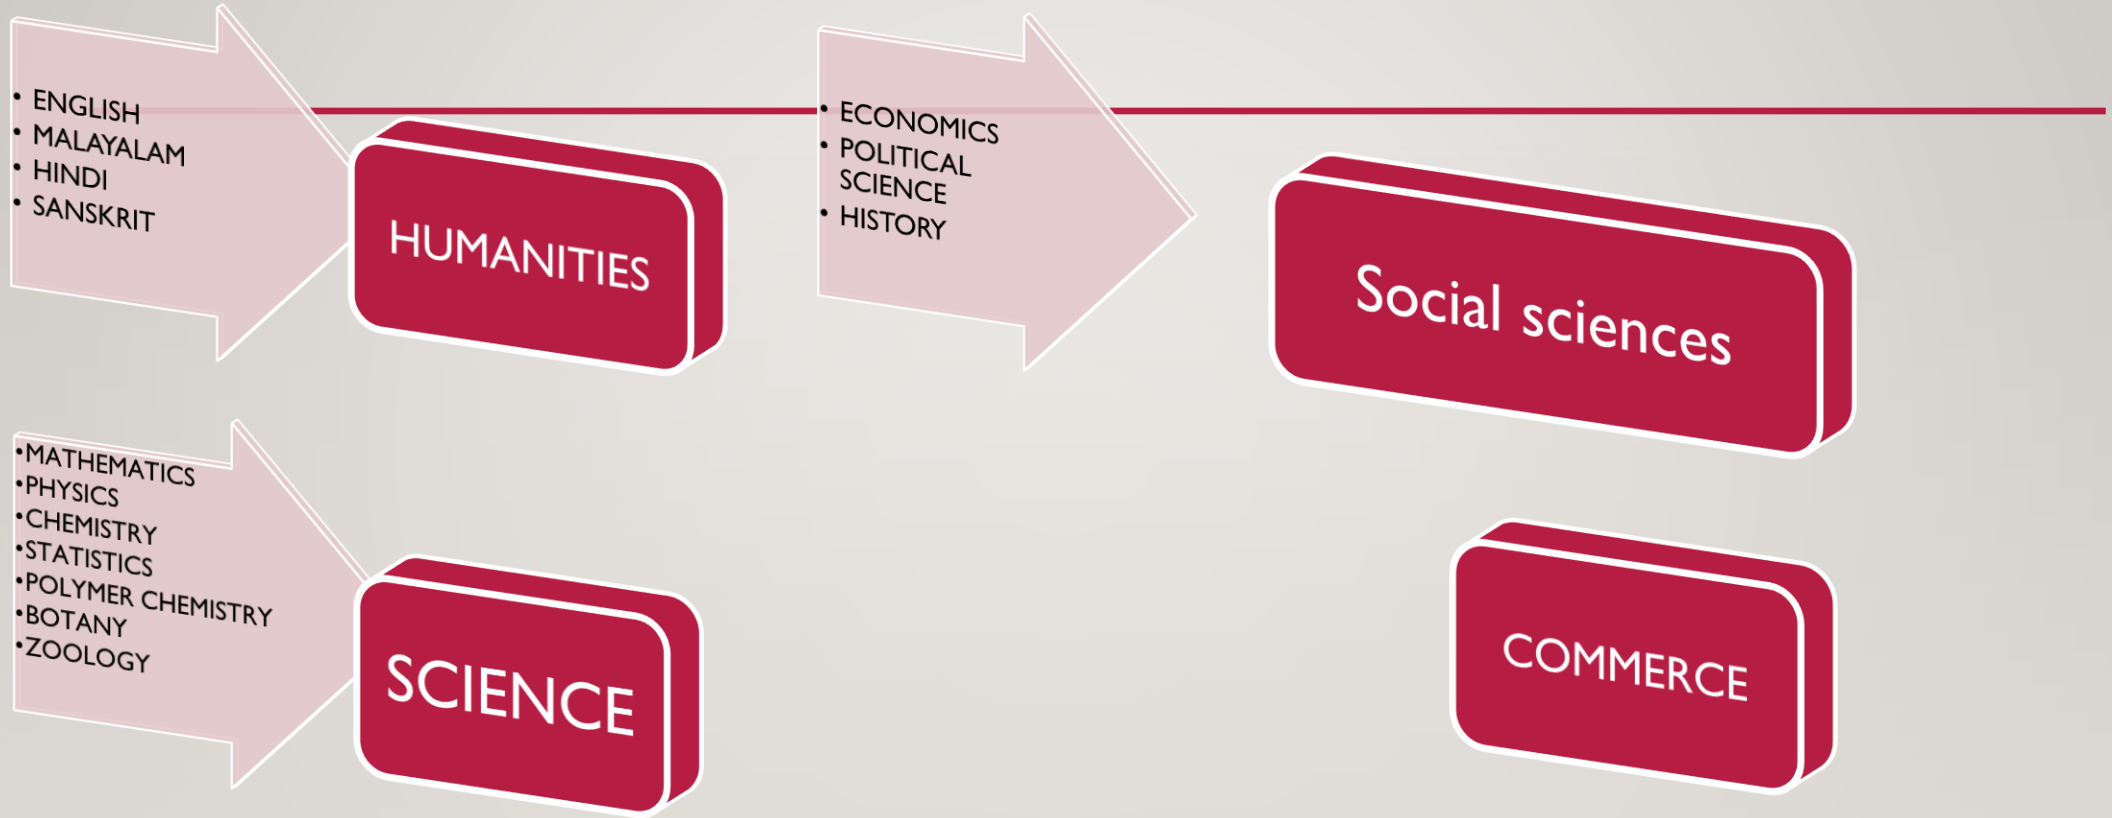 • ENGLISH
• MALAYALAM
• HINDI
• SANSKRIT
HUMANITIES
• ECONOMICS
• POLITICAL
SCIENCE
• HISTORY
Social sciences
•MATHEMATICS
•PHYSICS
•CHEMISTRY
•STATISTICS
•POLYMER CHEMISTRY
•BOTANY
•ZOOLOGY
SCIENCE
COMMERCE